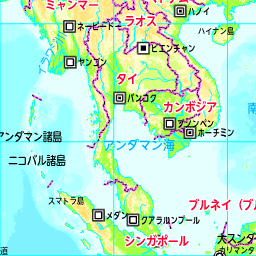 ミャンマー
ラオス
ハノイ
ネーピードー
ハイナン島
ビエンチャン
ヤンゴン
タイ
バンコク
カンボジア
プノンペン
ホーチミン
アンダマン諸島
アンダマン海
ニコバル諸島
スマトラ島
メダン
クアラルンプール
ブルネイ（ブ
シンガポール
大スンダ
カリマンタ
道